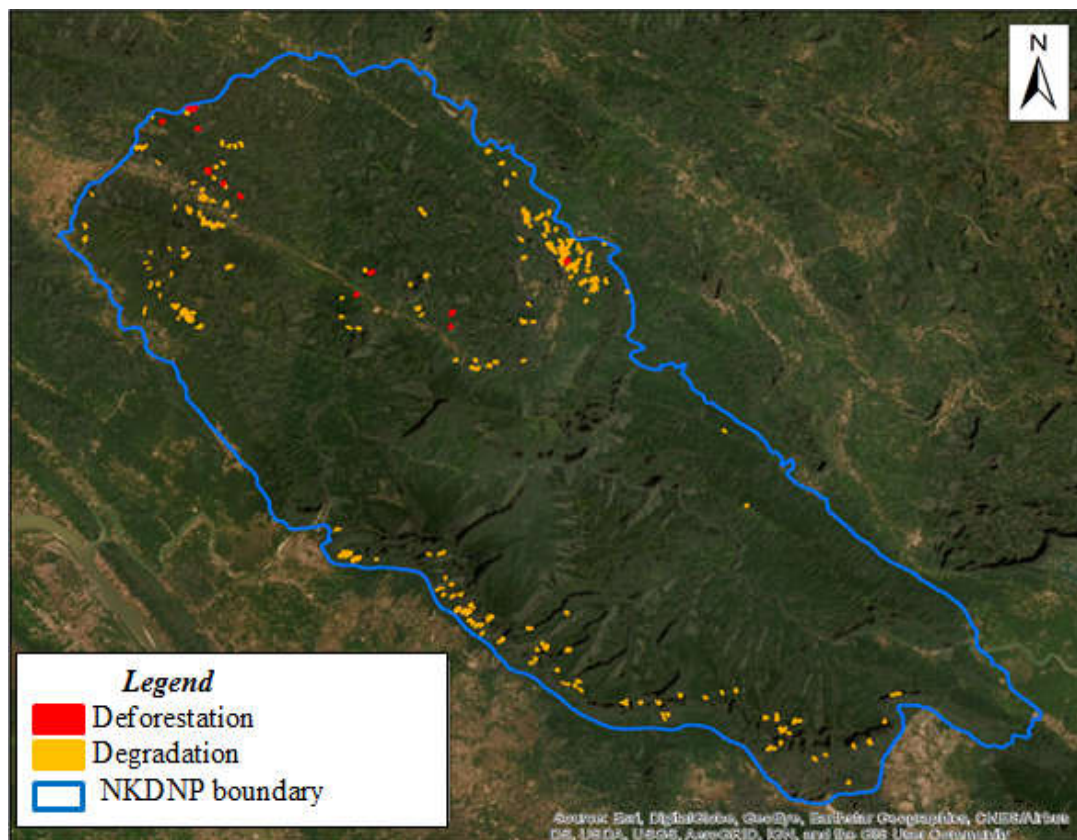 N
Legend
Deforestation
Degradation
NKDNP boundary
Source: Esri, DigitalGlobe, GeoEye, Earthstar Geographics, CNES/Airbus
DS, USDA, USGS, AeroGRID, IGN, and the GIS User Community